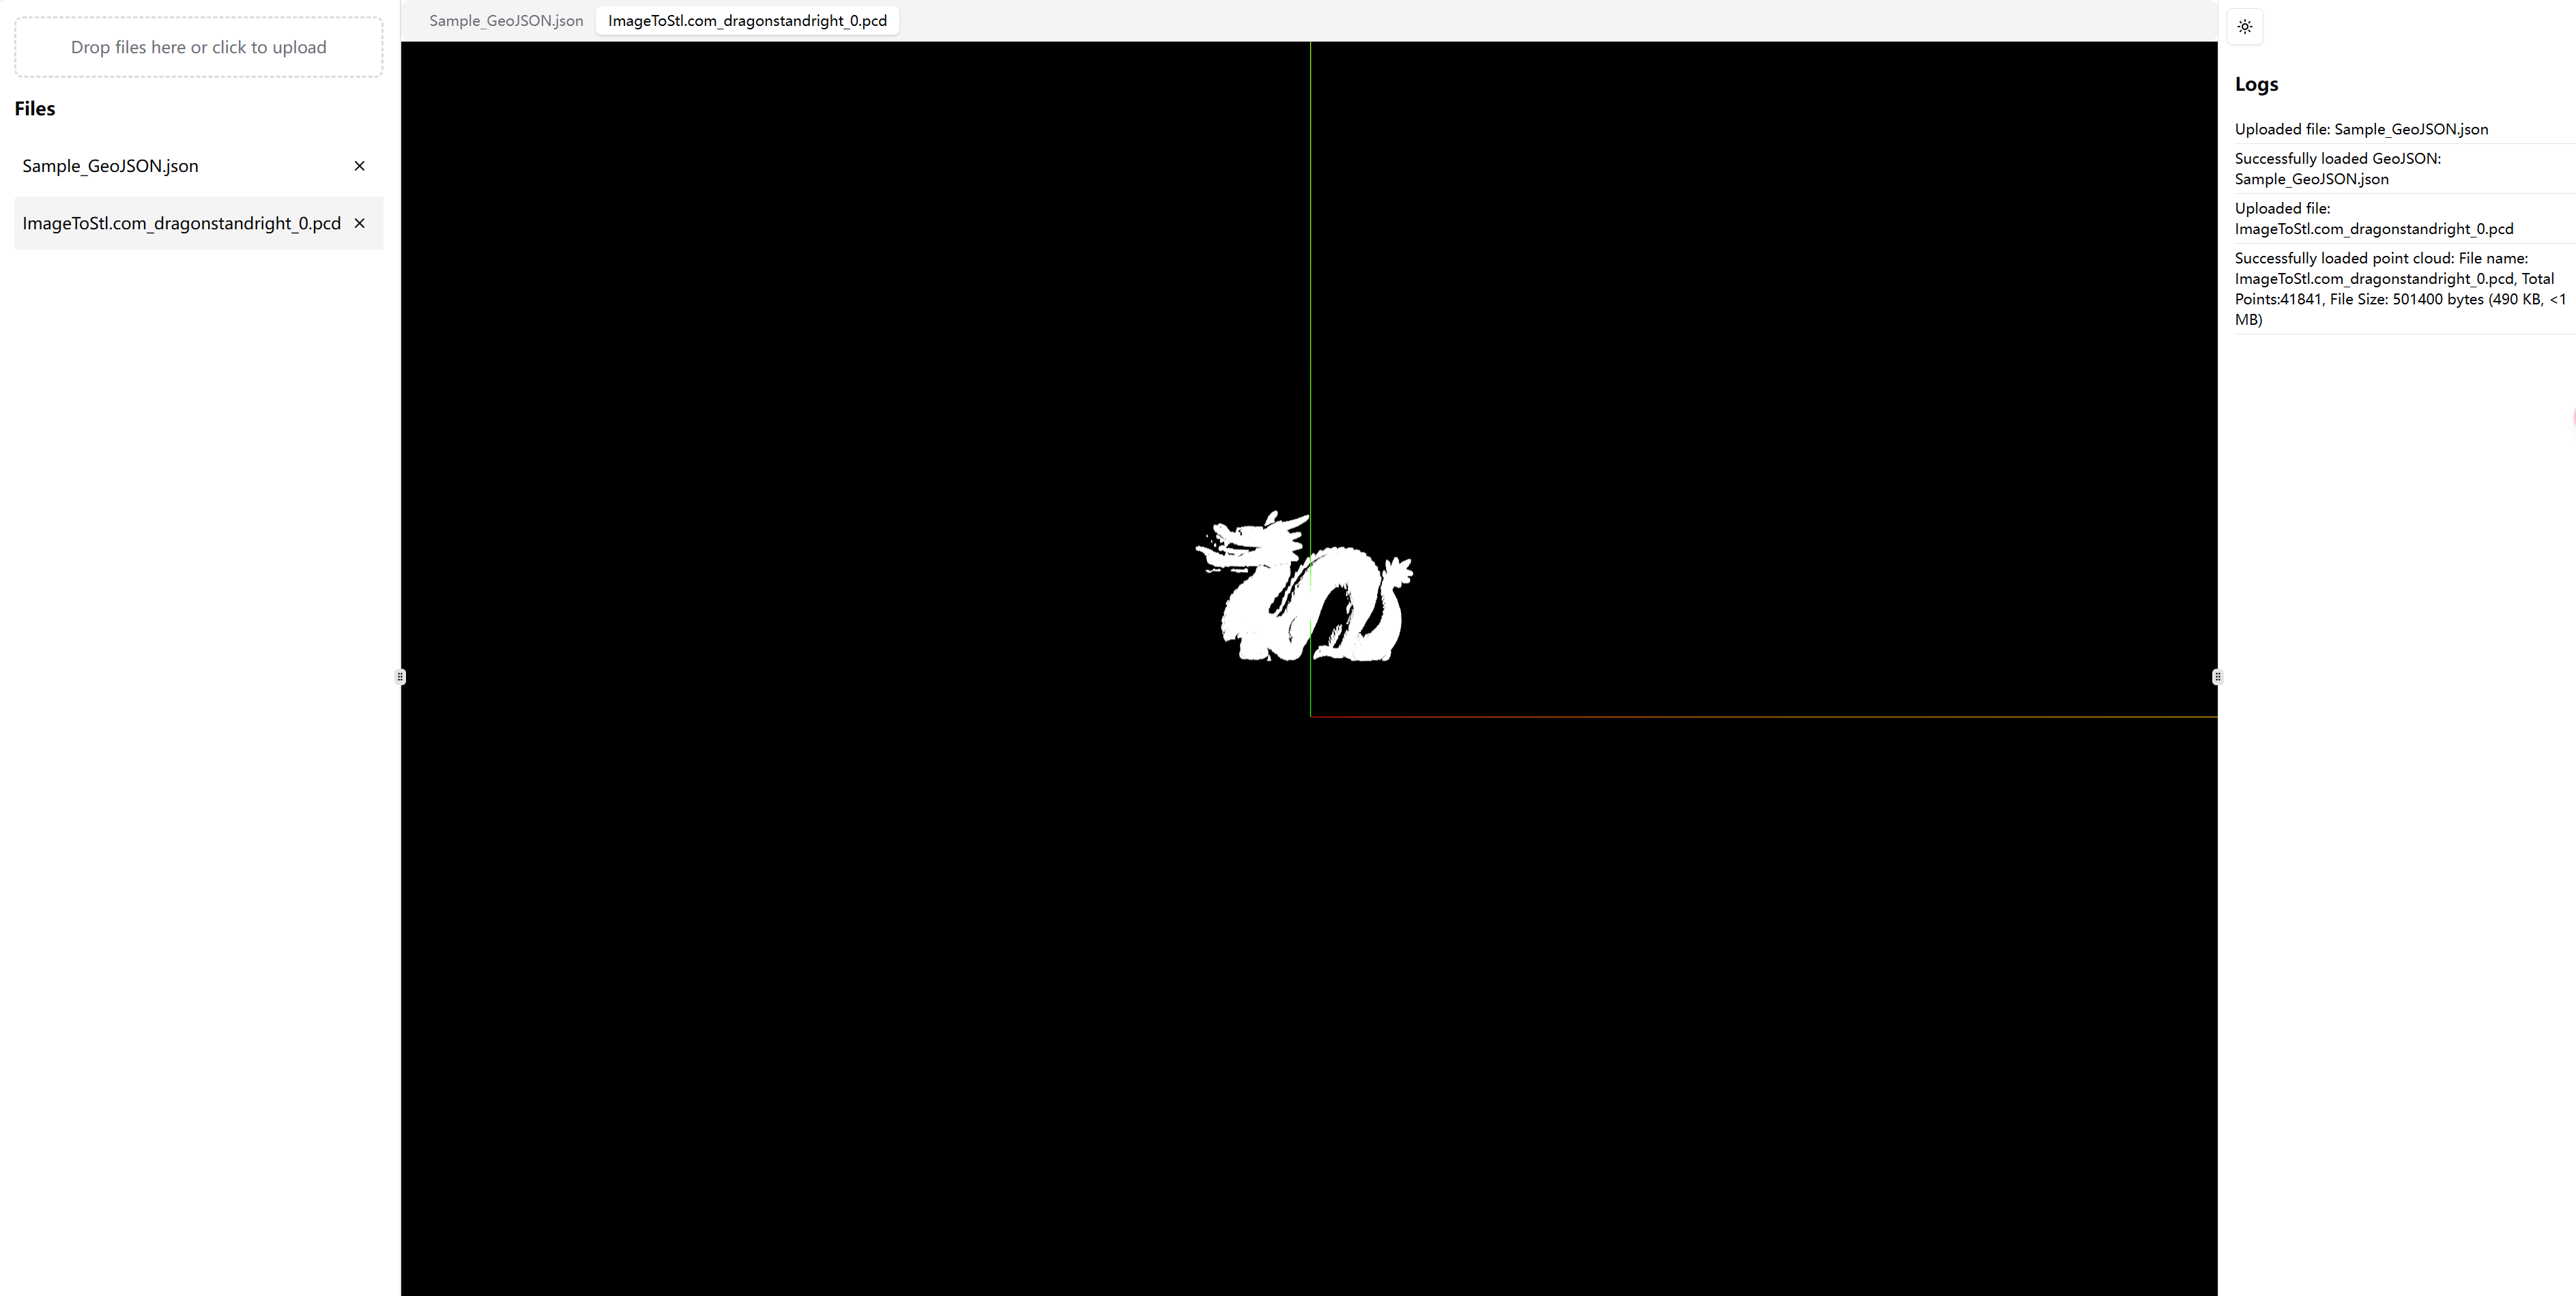 Drop files here or click to upload
Files
Sample_GeoJSON.json
ImageToStl.com_dragonstandright_0.pcd
Sample_GeoJSON.json
ImageToStl.com_dragonstandright_0.pcd
Logs
Uploaded file: Sample_GeoJSON.json
Successfully loaded GeoJSON:
Sample_GeoJSON.json
Uploaded file:
ImageToStl.com_dragonstandright_0.pcd
Successfully loaded point cloud: File name:
ImageToStl.com_dragonstandright_0.pcd, Total
Points:41841, File Size: 501400 bytes (490 KB, <1
MB)